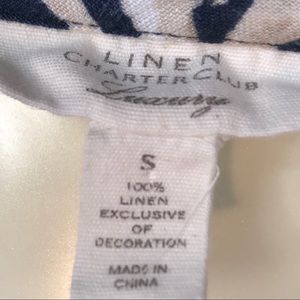 LINEN
CHARTER CLUB
Luxury
S
100%
LINEN
EXCLUSIVE
OF
DECORATION
MADE IN
CHINA